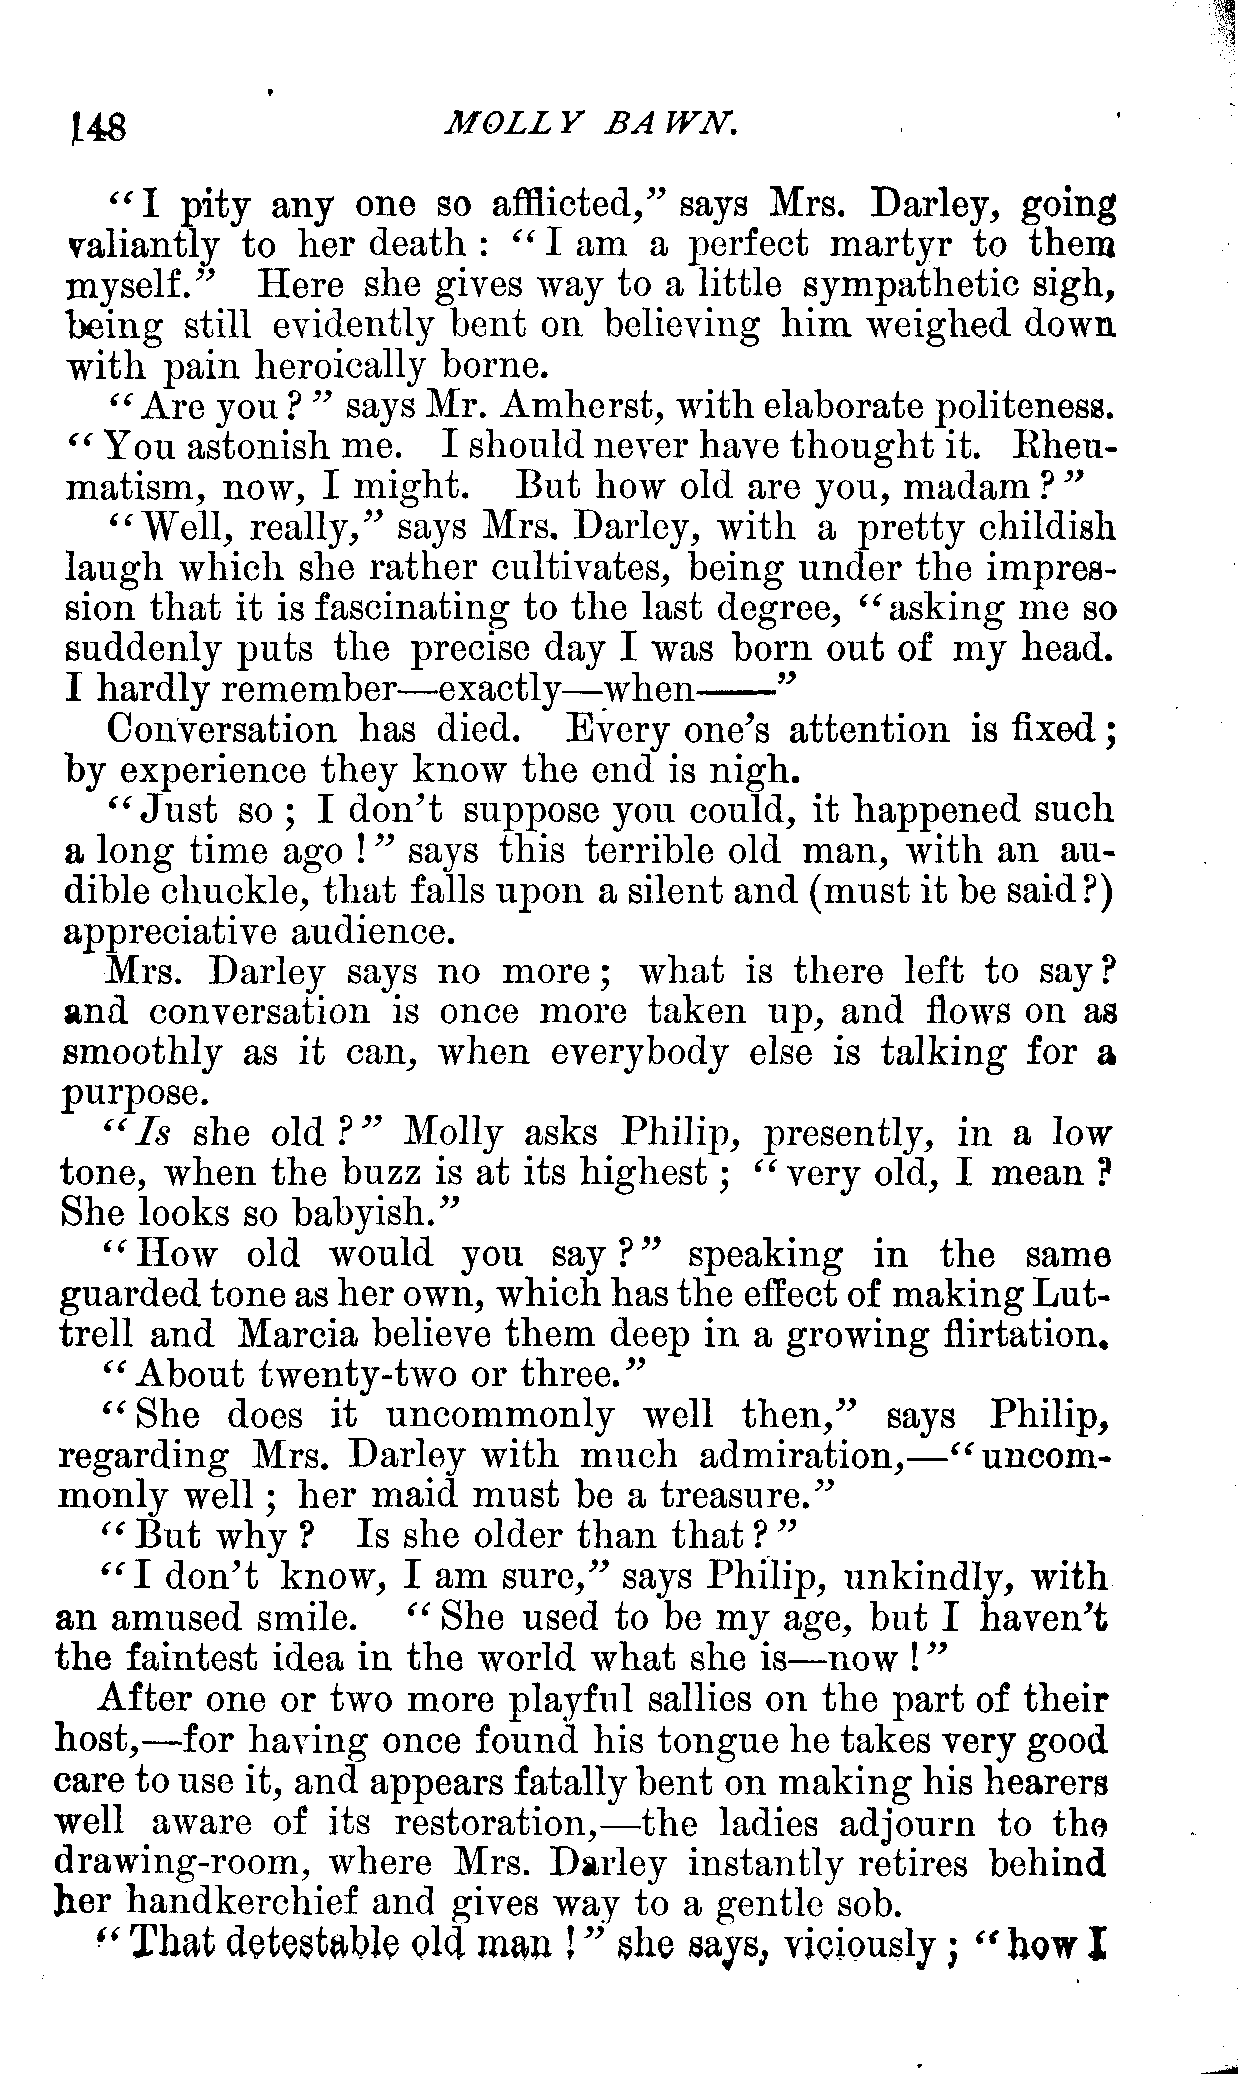 148 MOLLY BAWN.
"I pity any one so afflicted," says Mrs. Darley, going
valiantly to her death : "I am a perfect martyr to them
myself." Here she gives way to a little sympathetic sigh,
being still evidently bent on believing him weighed down
with pain heroically borne.
"Are you ?" says Mr. Amherst, with elaborate politeness.
"You astonish me. I should never have thought it. Rheu-
matism, now, I might. But how old are you, madam ?"
"Well, really," says Mrs. Darley, with a pretty childish
laugh which she rather cultivates, being under the impres-
sion that it is fascinating to the last degree, "asking me so
suddenly puts the precise day I was born out of my head.
I hardly remember—exactly—when——"
Conversation has died. Every one's attention is fixed ;
by experience they know the end is nigh.
"Just so ; I don't suppose you could, it happened such
a long time ago !" says this terrible old man, with an au-
dible chuckle, that falls upon a silent and (must it be said?)
appreciative audience.
Mrs. Darley says no more ; what is there left to say ?
and conversation is once more taken up, and flows on as
smoothly as it can, when everybody else is talking for a
purpose.
"Is she old ?" Molly asks Philip, presently, in a low
tone, when the buzz is at its highest ; "very old, I mean ?
She looks so babyish."
"How old would you say ?" speaking in the same
guarded tone as her own, which has the effect of making Lut-
trell and Marcia believe them deep in a growing flirtation.
"About twenty-two or three."
"She does it uncommonly well then," says Philip,
regarding Mrs. Darley with much admiration,—"uncom-
monly well ; her maid must be a treasure."
"But why ? Is she older than that ?"
"I don't know, I am sure," says Philip, unkindly, with
an amused smile. "She used to be my age, but I haven't
the faintest idea in the world what she is—now !"
After one or two more playful sallies on the part of their
host,—for having once found his tongue he takes very good
care to use it, and appears fatally bent on making his hearers
well aware of its restoration,—the ladies adjourn to the
drawing-room, where Mrs. Darley instantly retires behind
her handkerchief and gives way to a gentle sob.
"That detestable old man !" she says, viciously ; "how I